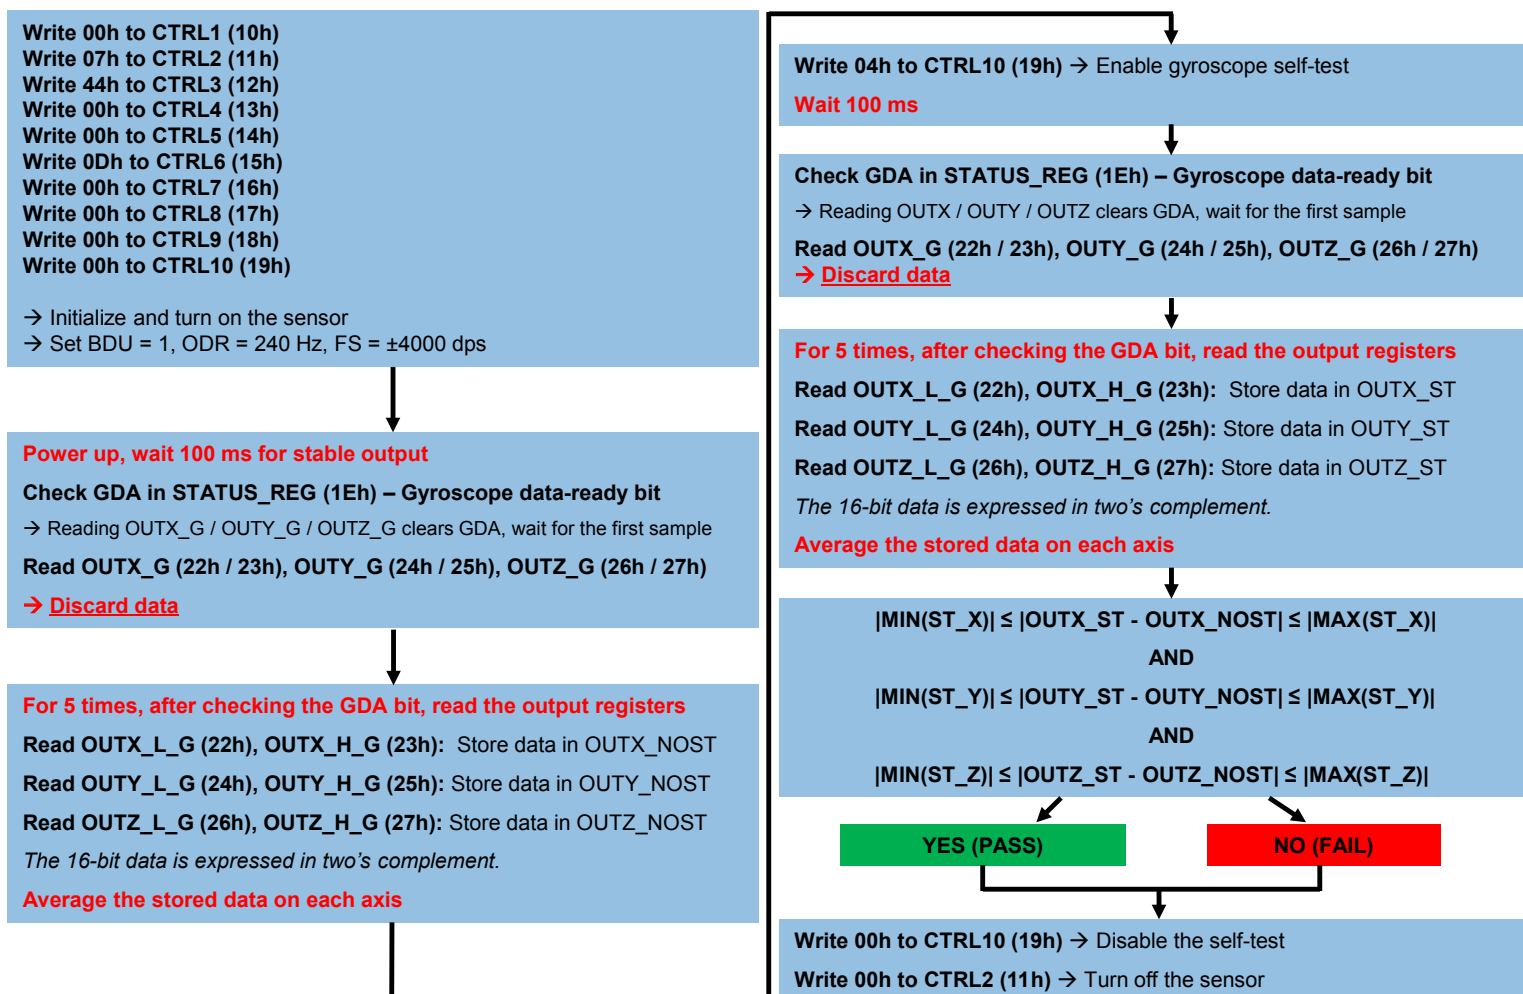 Write 00h to CTRL1 (10h)
Write 07h to CTRL2 (11h)
Write 44h to CTRL3 (12h)
Write 00h to CTRL4 (13h)
Write 00h to CTRL5 (14h)
Write 0Dh to CTRL6 (15h)
Write 00h to CTRL7 (16h)
Write 00h to CTRL8 (17h)
Write 00h to CTRL9 (18h)
Write 00h to CTRL10 (19h)
→ Initialize and turn on the sensor
→ Set BDU = 1, ODR = 240 Hz, FS = ±4000 dps
Power up, wait 100 ms for stable output
Check GDA in STATUS_REG (1Eh) – Gyroscope data-ready bit
→ Reading OUTX_G / OUTY_G / OUTZ_G clears GDA, wait for the first sample
Read OUTX_G (22h / 23h), OUTY_G (24h / 25h), OUTZ_G (26h / 27h)
→ Discard data
For 5 times, after checking the GDA bit, read the output registers
Read OUTX_L_G (22h), OUTX_H_G (23h): Store data in OUTX_NOST
Read OUTY_L_G (24h), OUTY_H_G (25h): Store data in OUTY_NOST
Read OUTZ_L_G (26h), OUTZ_H_G (27h): Store data in OUTZ_NOST
The 16-bit data is expressed in two's complement.
Average the stored data on each axis
Write 04h to CTRL10 (19h) → Enable gyroscope self-test
Wait 100 ms
Check GDA in STATUS_REG (1Eh) – Gyroscope data-ready bit
→ Reading OUTX / OUTY / OUTZ clears GDA, wait for the first sample
Read OUTX_G (22h / 23h), OUTY_G (24h / 25h), OUTZ_G (26h / 27h)
→ Discard data
For 5 times, after checking the GDA bit, read the output registers
Read OUTX_L_G (22h), OUTX_H_G (23h): Store data in OUTX_ST
Read OUTY_L_G (24h), OUTY_H_G (25h): Store data in OUTY_ST
Read OUTZ_L_G (26h), OUTZ_H_G (27h): Store data in OUTZ_ST
The 16-bit data is expressed in two's complement.
Average the stored data on each axis
|MIN(ST_X)| ≤ |OUTX_ST - OUTX_NOST| ≤ |MAX(ST_X)|
AND
|MIN(ST_Y)| ≤ |OUTY_ST - OUTY_NOST| ≤ |MAX(ST_Y)|
AND
|MIN(ST_Z)| ≤ |OUTZ_ST - OUTZ_NOST| ≤ |MAX(ST_Z)|
YES (PASS)
NO (FAIL)
Write 00h to CTRL10 (19h) → Disable the self-test
Write 00h to CTRL2 (11h) → Turn off the sensor